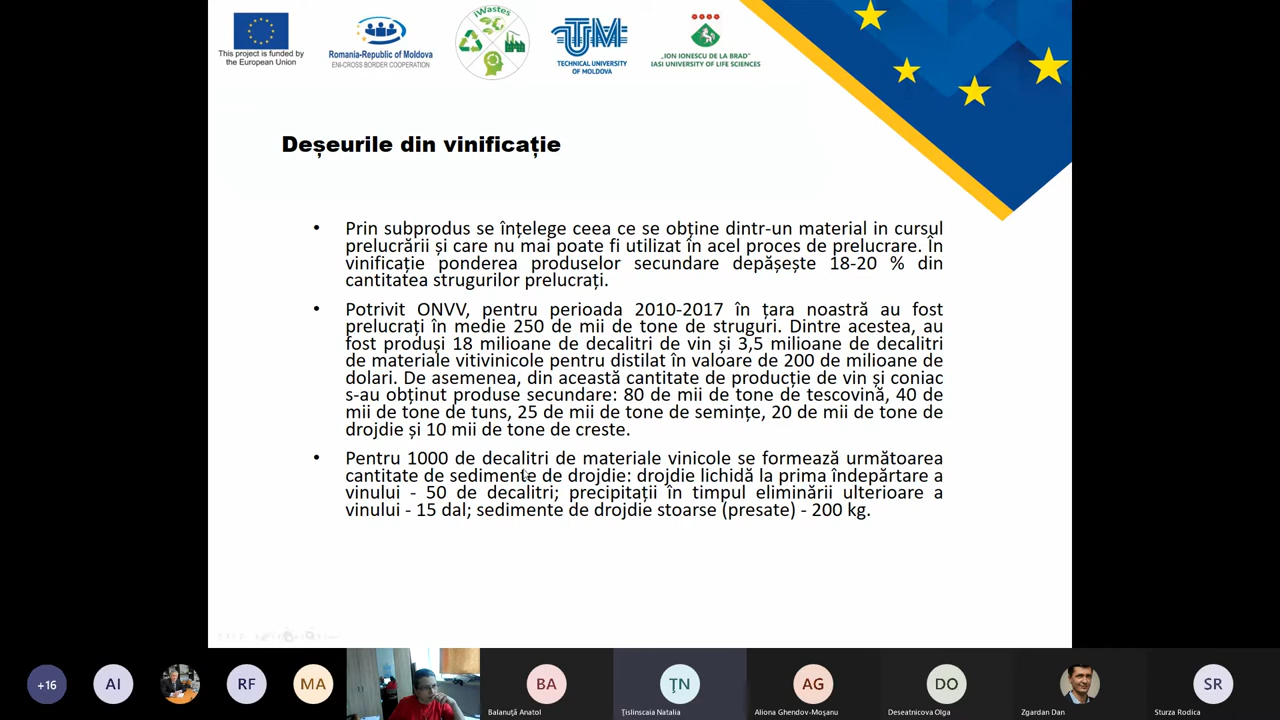 IWastes
This project is funded by
the European Union
Romania-Republic of Moldova
ENI-CROSS BORDER COOPERATION
UTM
TECHNICAL UNIVERSITY
OF MOLDOVA
„ION IONESCU DE LA BRAD”
IASI UNIVERSITY OF LIFE SCIENCES
Deșeurile din vinificație
• Prin subprodus se înțelege ceea ce se obține dintr-un material in cursul
prelucrării și care nu mai poate fi utilizat în acel proces de prelucrare. În
vinificație ponderea produselor secundare depășește 18-20 % din
cantitatea strugurilor prelucrați.
• Potrivit ONVV, pentru perioada 2010-2017 în țara noastră au fost
prelucrați în medie 250 de mii de tone de struguri. Dintre acestea, au
fost produși 18 milioane de decalitri de vin și 3,5 milioane de decalitri
de materiale vitivinicole pentru distilat în valoare de 200 de milioane de
dolari. De asemenea, din această cantitate de producție de vin și coniac
s-au obținut produse secundare: 80 de mii de tone de tescovină, 40 de
mii de tone de tuns, 25 de mii de tone de semințe, 20 de mii de tone de
drojdie și 10 mii de tone de creste.
• Pentru 1000 de decalitri de materiale vinicole se formează următoarea
cantitate de sedimente de drojdie: drojdie lichidă la prima îndepărtare a
vinului - 50 de decalitri; precipitații în timpul eliminării ulterioare a
vinului - 15 dal; sedimente de drojdie stoarse (presate) - 200 kg.
+16
AI
RF
MA
BA
Balanuță Anatol
ȚN
Țislinscaia Natalia
AG
Aliona Ghendov-Moșanu
DO
Deseatnicova Olga
Zgardan Dan
SR
Sturza Rodica